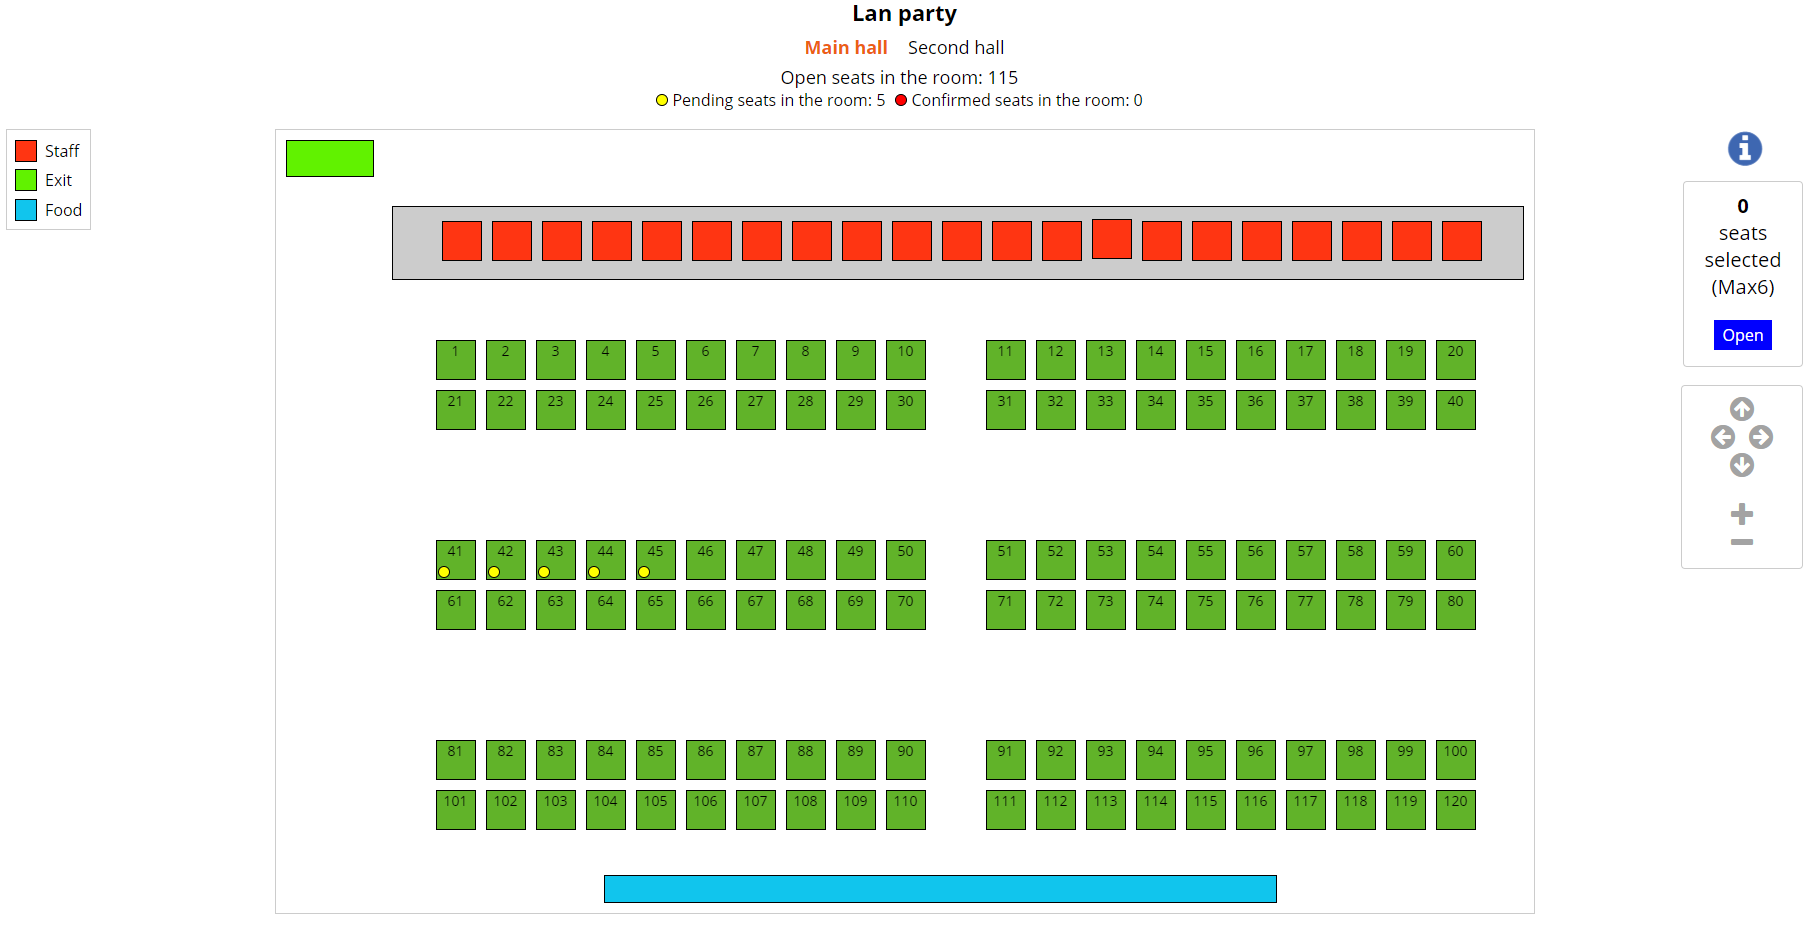 Lan party
Main hall Second hall
Open seats in the room: 115
Pending seats in the room: 5 Confirmed seats in the room: 0
Staff
Exit
Food
0
seats
selected
(Max6)
Open
1 2 3 4 5 6 7 8 9 10 11 12 13 14 15 16 17 18 19 20
21 22 23 24 25 26 27 28 29 30 31 32 33 34 35 36 37 38 39 40
41 42 43 44 45 46 47 48 49 50 51 52 53 54 55 56 57 58 59 60
61 62 63 64 65 66 67 68 69 70 71 72 73 74 75 76 77 78 79 80
81 82 83 84 85 86 87 88 89 90 91 92 93 94 95 96 97 98 99 100
101 102 103 104 105 106 107 108 109 110 111 112 113 114 115 116 117 118 119 120